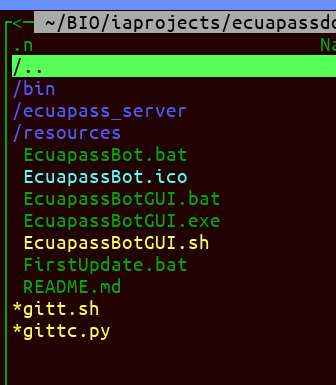 <─ ~/BIO/iaprojects/ecuapassdo
.n Na
/..
/bin
/ecuapass_server
/resources
EcuapassBot.bat
EcuapassBot.ico
EcuapassBotGUI.bat
EcuapassBotGUI.exe
EcuapassBotGUI.sh
FirstUpdate.bat
README.md
*gitt.sh
*gittc.py